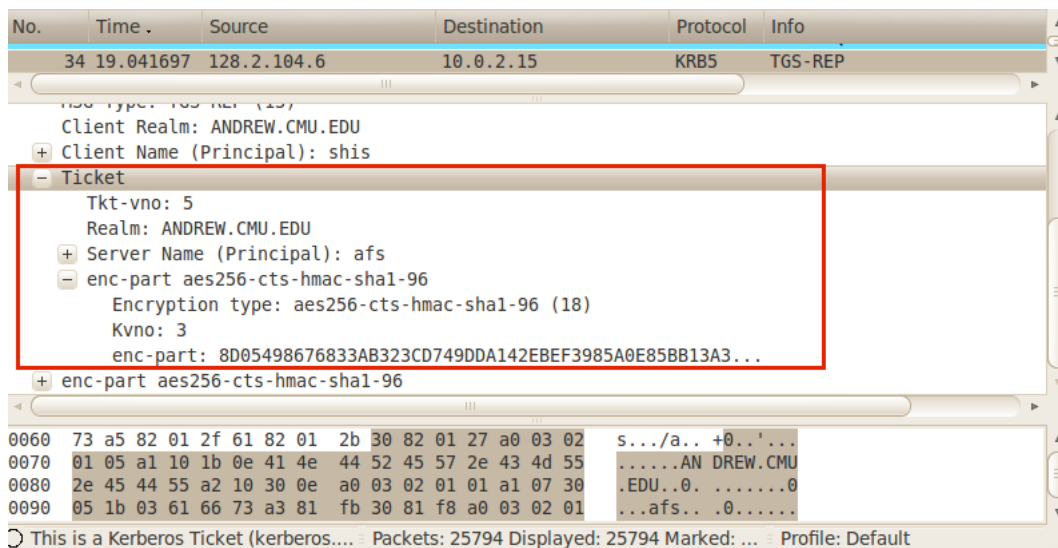 No. Time . Source Destination Protocol Info
34 19.041697 128.2.104.6 10.0.2.15 KRB5 TGS-REP
Client Realm: ANDREW.CMU.EDU
+ Client Name (Principal): shis
− Ticket
Tkt-vno: 5
Realm: ANDREW.CMU.EDU
+ Server Name (Principal): afs
− enc-part aes256-cts-hmac-sha1-96
Encryption type: aes256-cts-hmac-sha1-96 (18)
Kvno: 3
enc-part: 8D05498676833AB323CD749DDA142EBEF3985A0E85BB13A3...
+ enc-part aes256-cts-hmac-sha1-96
0060 73 a5 82 01 2f 61 82 01 2b 30 82 01 27 a0 03 02 s.../a.. +0..'...
0070 01 05 a1 10 1b 0e 41 4e 44 52 45 57 2e 43 4d 55 ......AN DREW.CMU
0080 2e 45 44 55 a2 10 30 0e a0 03 02 01 01 a1 07 30 .EDU..0. .......0
0090 05 1b 03 61 66 73 a3 81 fb 30 81 f8 a0 03 02 01 ...afs.. .0......
This is a Kerberos Ticket (kerberos.... Packets: 25794 Displayed: 25794 Marked: ... Profile: Default